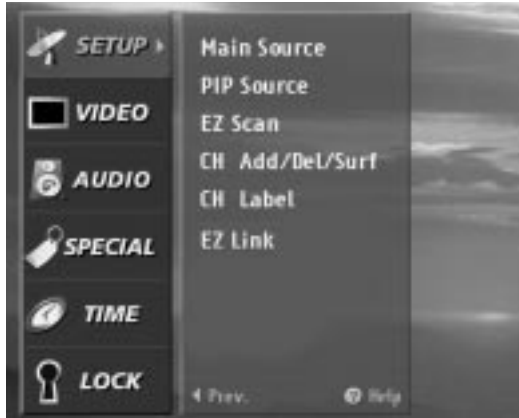 SETUP
VIDEO
AUDIO
SPECIAL
TIME
LOCK
Main Source
PIP Source
EZ Scan
CH Add/Del/Surf
CH Label
EZ Link
Prev.
Help